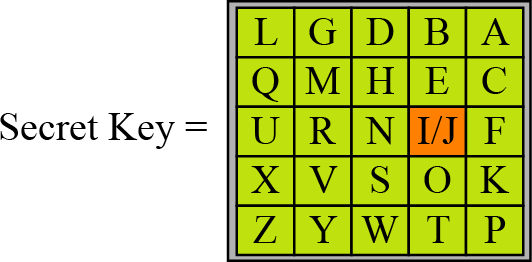 L G D B A
Q M H E C
Secret Key = U R N I/J F
X V S O K
Z Y W T P